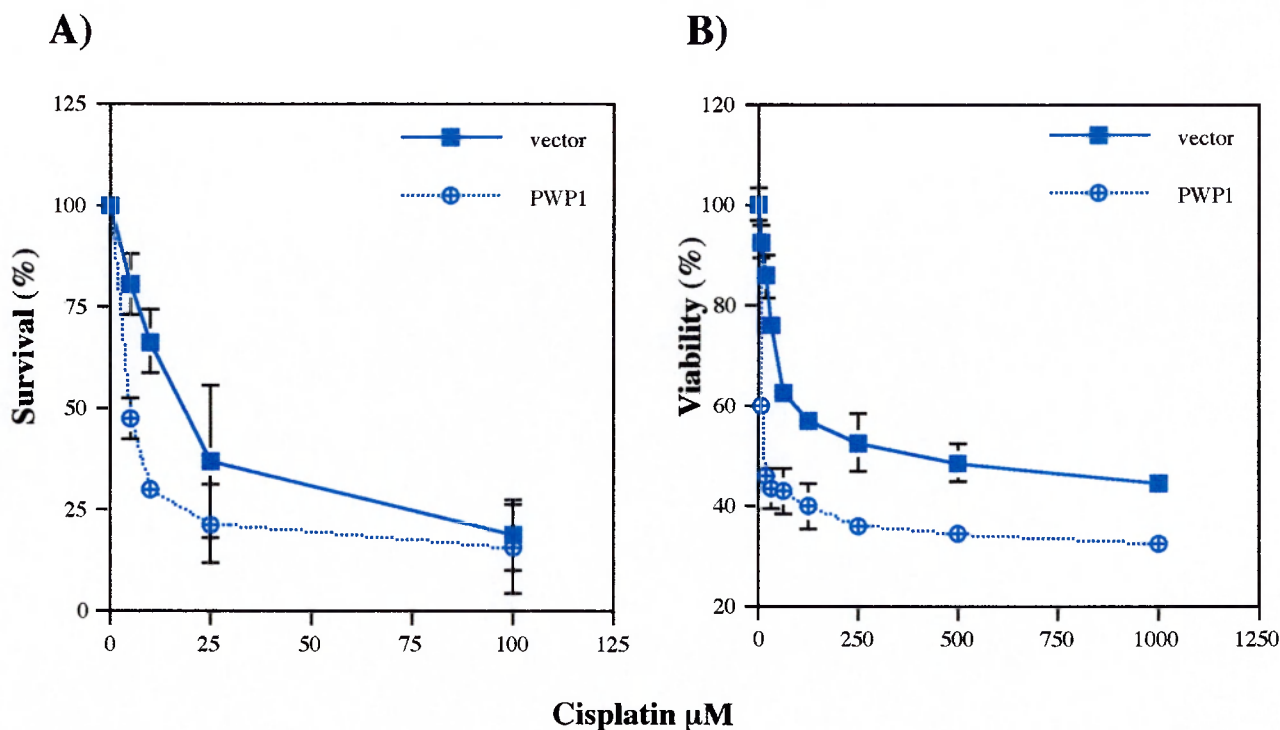 A)
B)
125
100
75
50
25
0
Survival (%)
vector
PWP1
0 25 50 75 100 125
120
100
80
60
40
20
Viability (%)
vector
PWP1
0 250 500 750 1000 1250
Cisplatin µM